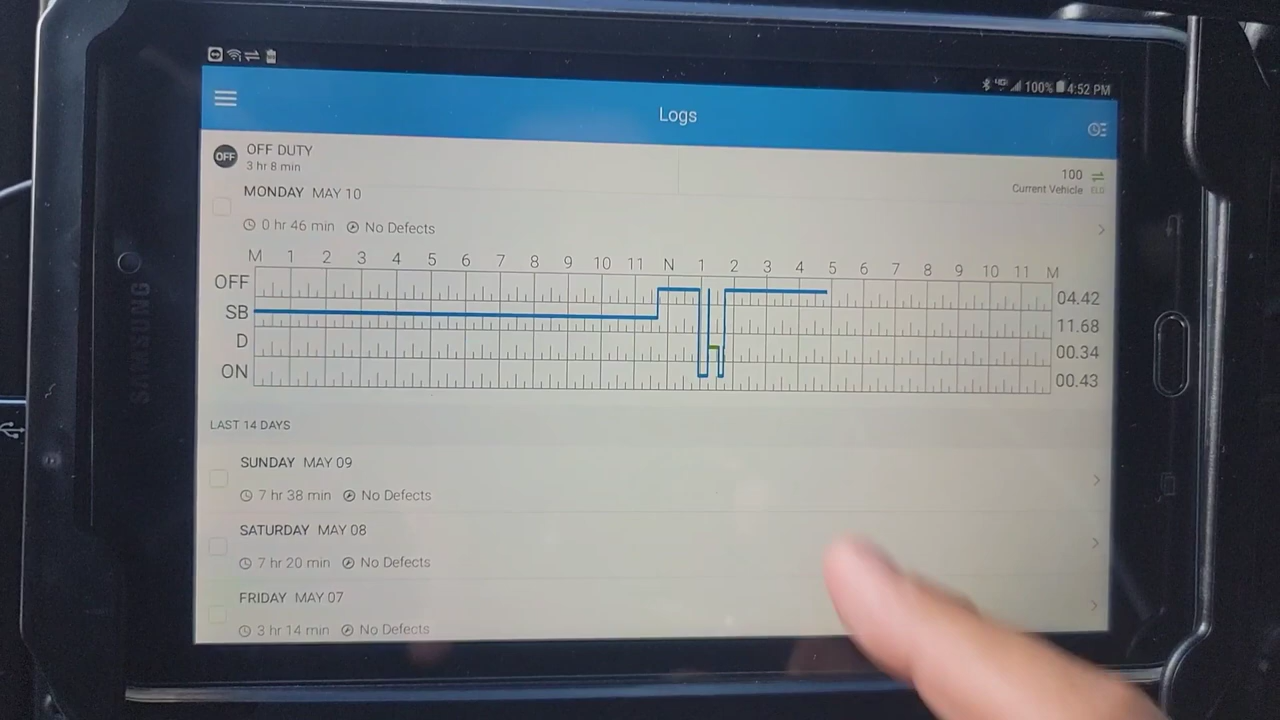 100% 4:52 PM
Logs
OFF
OFF DUTY
3 hr 8 min
100
Current Vehicle
ELD
MONDAY MAY 10
0 hr 46 min No Defects
M 1 2 3 4 5 6 7 8 9 10 11 N 1 2 3 4 5 6 7 8 9 10 11 M
OFF 04.42
SB 11.68
D 00.34
ON 00.43
LAST 14 DAYS
SUNDAY MAY 09
7 hr 38 min No Defects
SATURDAY MAY 08
7 hr 20 min No Defects
FRIDAY MAY 07
3 hr 14 min No Defects
SAMSUNG